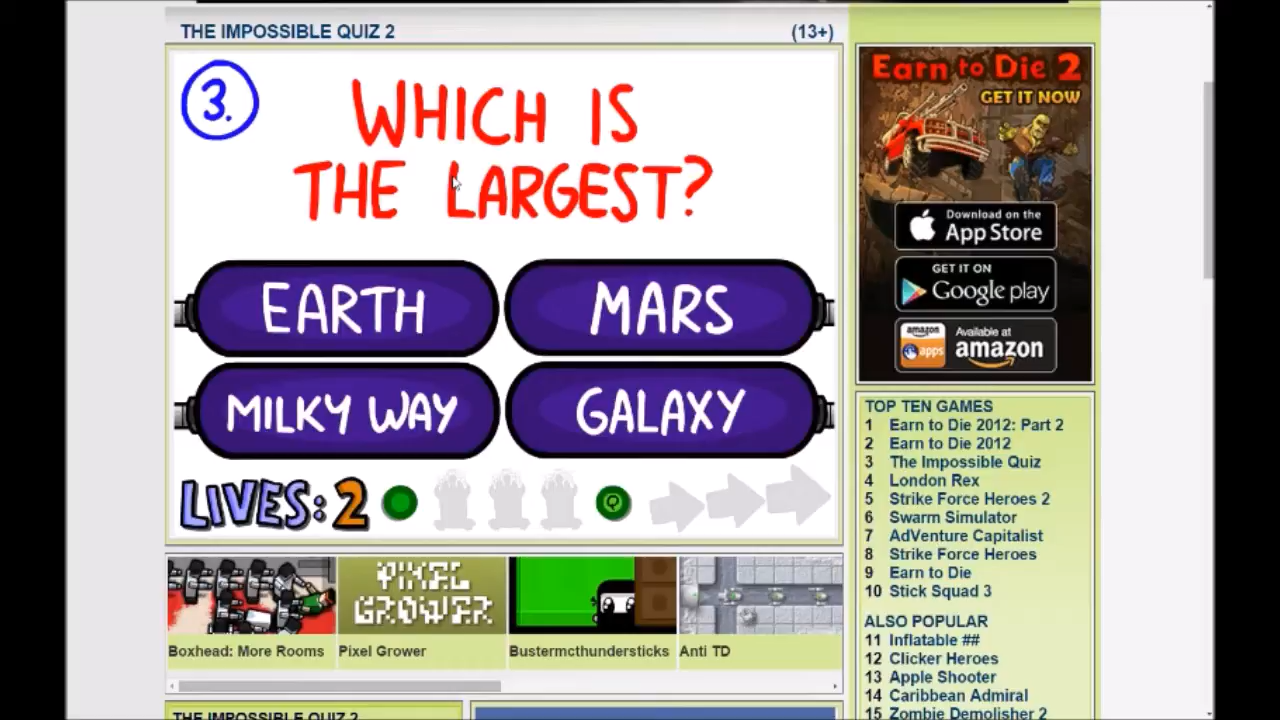 THE IMPOSSIBLE QUIZ 2
(13+)
3.
WHICH IS
THE LARGEST?
EARTH
MARS
MILKY WAY
GALAXY
LIVES: 2
Q
Earn to Die 2
GET IT NOW
Download on the
App Store
GET IT ON
Google play
amazon
apps
Available at
amazon
TOP TEN GAMES
1 Earn to Die 2012: Part 2
2 Earn to Die 2012
3 The Impossible Quiz
4 London Rex
5 Strike Force Heroes 2
6 Swarm Simulator
7 AdVenture Capitalist
8 Strike Force Heroes
9 Earn to Die
10 Stick Squad 3
ALSO POPULAR
11 Inflatable ##
12 Clicker Heroes
13 Apple Shooter
14 Caribbean Admiral
15 Zombie Demolisher 2
PIXEL
GROWER
Boxhead: More Rooms
Pixel Grower
Bustermcthundersticks
Anti TD
THE IMPOSSIBLE QUIZ 2